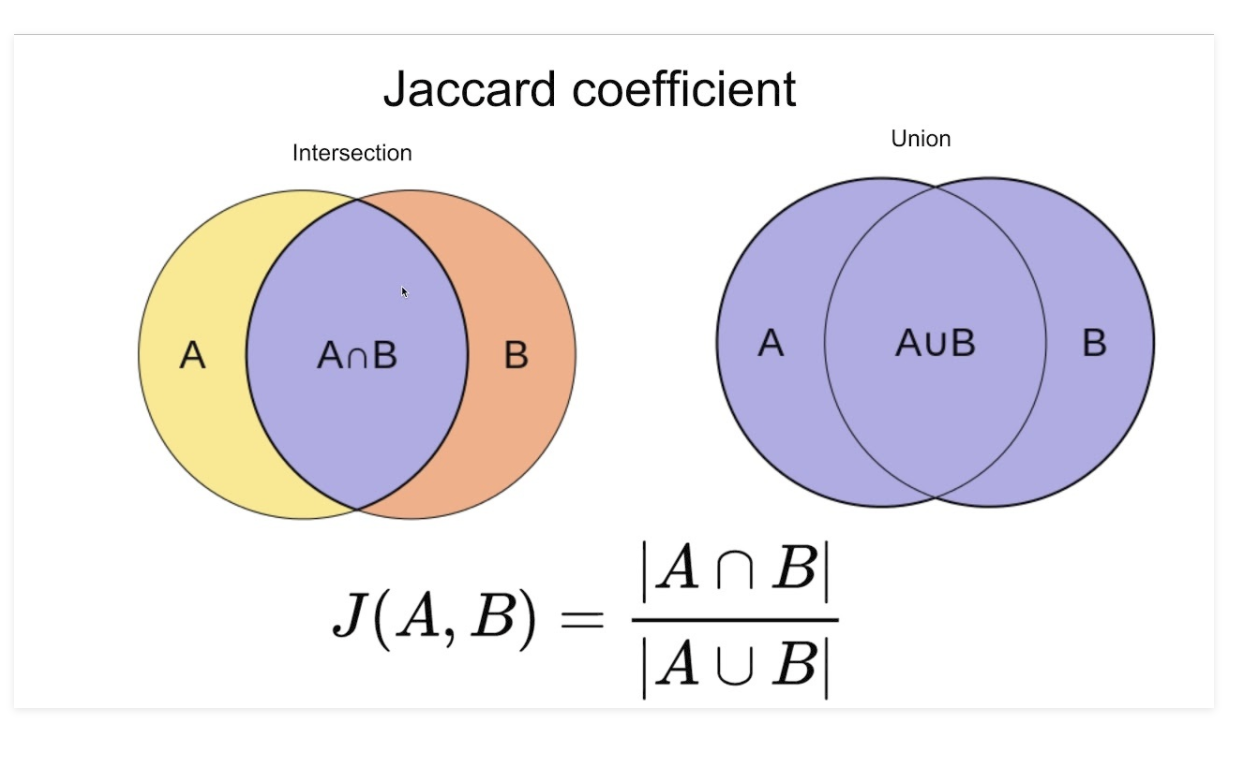 Jaccard coefficient
Intersection
Union
A
A∩B
B
A
A∪B
B
J(A, B) = |A ∩ B| / |A ∪ B|